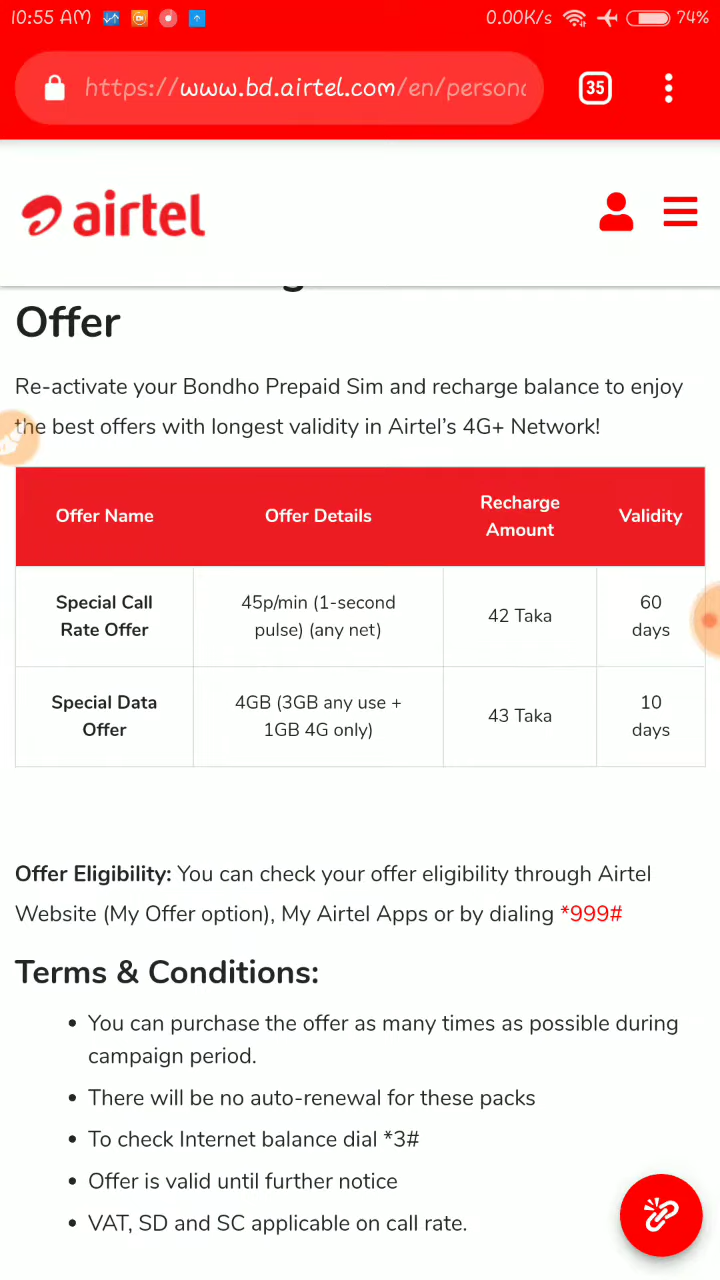 10:55 AM
0.00K/s
74%
https://www.bd.airtel.com/en/person
35
airtel
Offer
Re-activate your Bondho Prepaid Sim and recharge balance to enjoy
the best offers with longest validity in Airtel's 4G+ Network!
Offer Name
Offer Details
Recharge
Amount
Validity
Special Call
Rate Offer
45p/min (1-second
pulse) (any net)
42 Taka
60
days
Special Data
Offer
4GB (3GB any use +
1GB 4G only)
43 Taka
10
days
Offer Eligibility: You can check your offer eligibility through Airtel
Website (My Offer option), My Airtel Apps or by dialing *999#
Terms & Conditions:
• You can purchase the offer as many times as possible during
campaign period.
• There will be no auto-renewal for these packs
• To check Internet balance dial *3#
• Offer is valid until further notice
• VAT, SD and SC applicable on call rate.